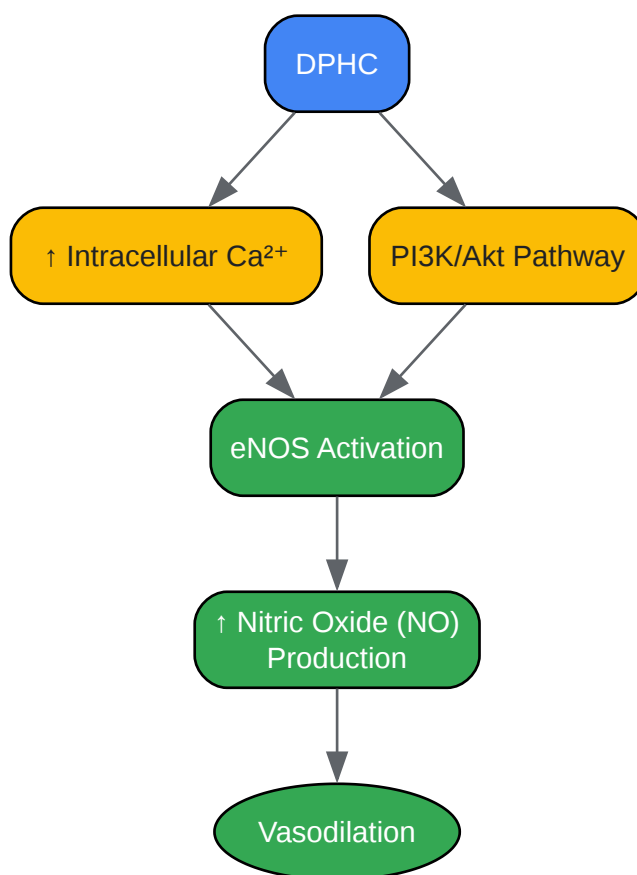 DPHC
↑ Intracellular Ca²⁺
PI3K/Akt Pathway
eNOS Activation
↑ Nitric Oxide (NO)
Production
Vasodilation